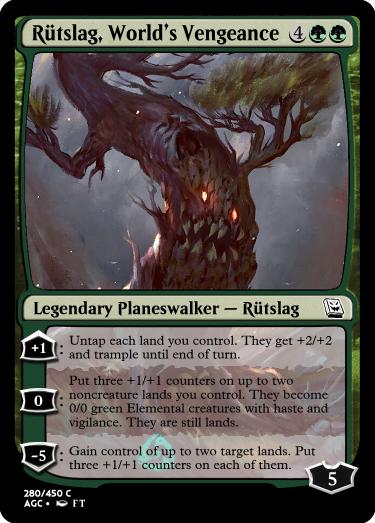 Rütslag, World's Vengeance 4
Legendary Planeswalker — Rütslag
+1: Untap each land you control. They get +2/+2
and trample until end of turn.
Put three +1/+1 counters on up to two
0: noncreature lands you control. They become
0/0 green Elemental creatures with haste and
vigilance. They are still lands.
-5: Gain control of up to two target lands. Put
three +1/+1 counters on each of them.
5
280/450 C
AGC • FT